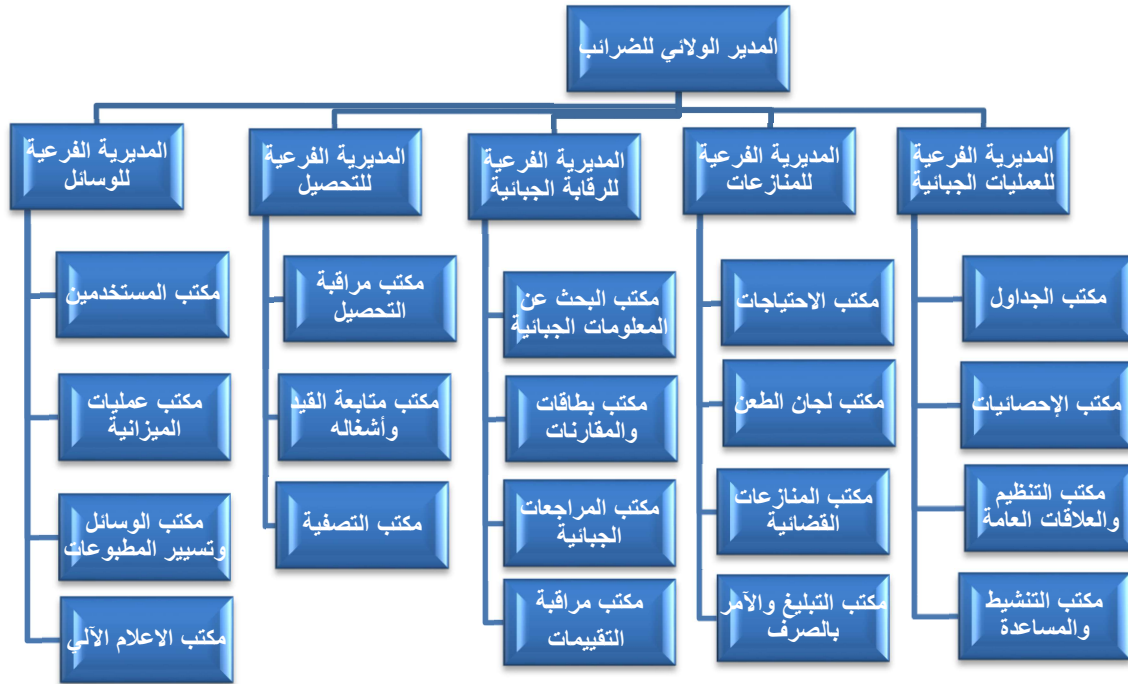 المدير الولائي للضرائب
المديرية الفرعية
للعمليات الجبائية
المديرية الفرعية
للمنازعات
المديرية الفرعية
للرقابة الجبائية
المديرية الفرعية
للتحصيل
المديرية الفرعية
للوسائل
مكتب الجداول
مكتب الإحصائيات
مكتب التنظيم
والعلاقات العامة
مكتب التنشيط
والمساعدة
مكتب الاحتياجات
مكتب لجان الطعن
مكتب المنازعات
القضائية
مكتب التبليغ والآمر
بالصرف
مكتب البحث عن
المعلومات الجبائية
مكتب بطاقات
والمقارنات
مكتب المراجعات
الجبائية
مكتب مراقبة
التقييمات
مكتب مراقبة
التحصيل
مكتب متابعة القيد
وأشغاله
مكتب التصفية
مكتب المستخدمين
مكتب عمليات
الميزانية
مكتب الوسائل
وتسيير المطبوعات
مكتب الاعلام الآلي